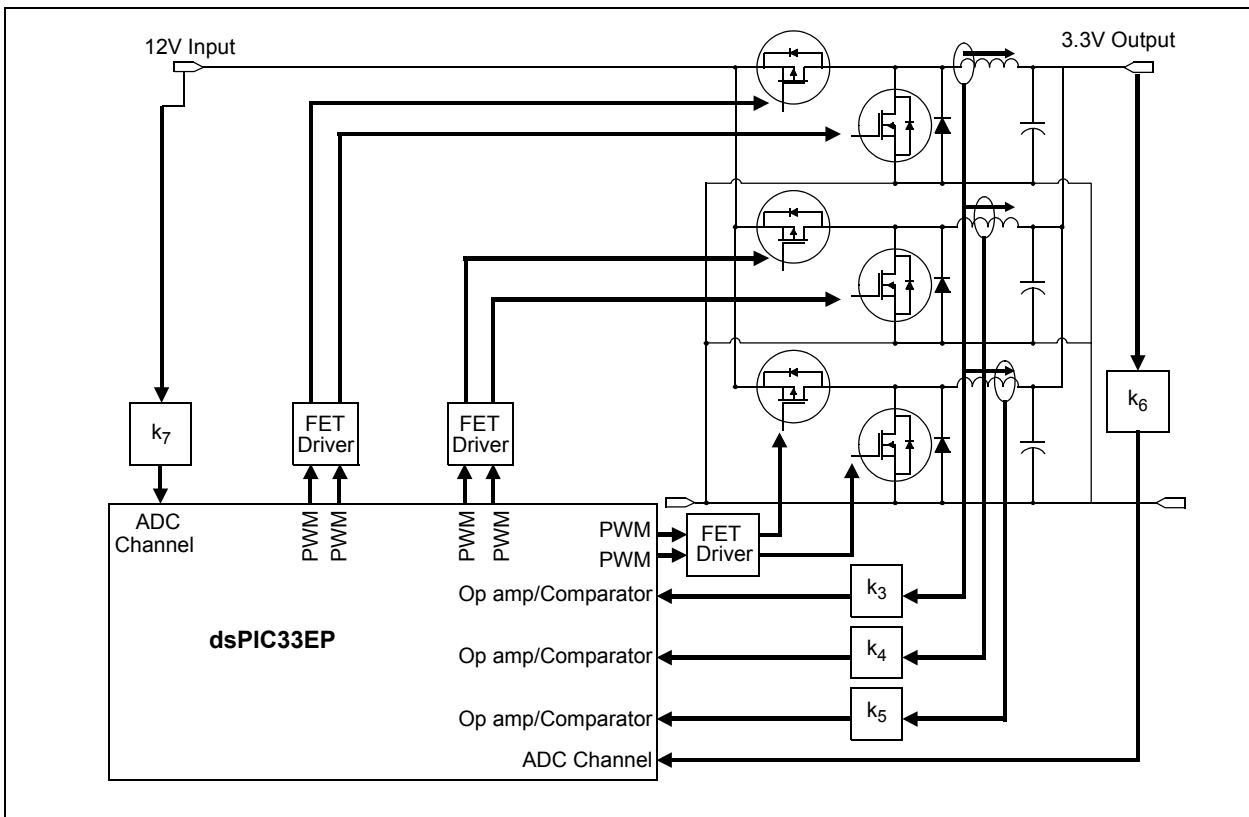 12V Input
3.3V Output
k7
FET
Driver
FET
Driver
k6
ADC
Channel
PWM
PWM
PWM
PWM
PWM
PWM
FET
Driver
Op amp/Comparator
k3
dsPIC33EP
Op amp/Comparator
k4
Op amp/Comparator
k5
ADC Channel